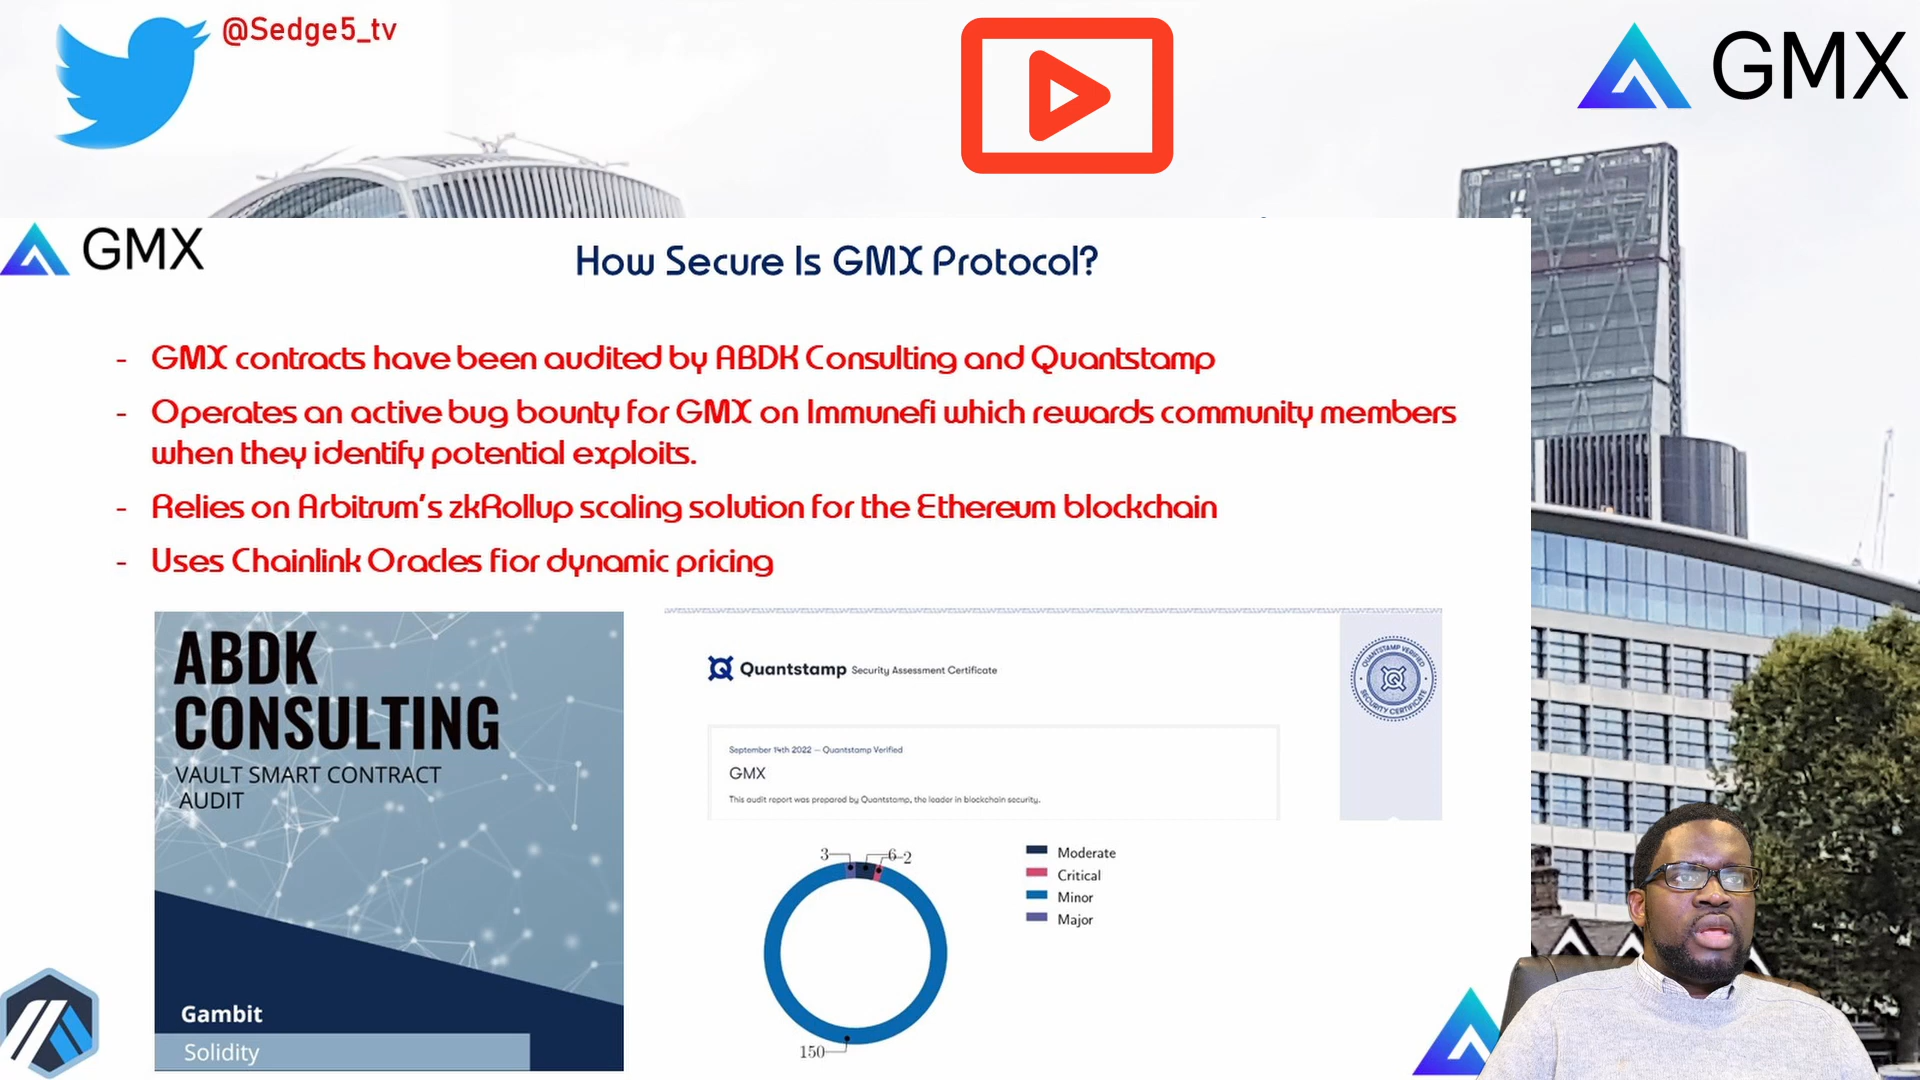 @Sedge5_tv
GMX
GMX
How Secure Is GMX Protocol?
- GMX contracts have been audited by ABDK Consulting and Quantstamp
- Operates an active bug bounty for GMX on Immunefi which rewards community members
when they identify potential exploits.
- Relies on Arbitrum's zkRollup scaling solution for the Ethereum blockchain
- Uses Chainlink Oracles fior dynamic pricing
ABDK
CONSULTING
VAULT SMART CONTRACT
AUDIT
Gambit
Solidity
Quantstamp Security Assessment Certificate
QUANTSTAMP VERIFIED
SECURITY CERTIFICATE
September 14th 2022 — Quantstamp Verified
GMX
This audit report was prepared by Quantstamp, the leader in blockchain security.
3 6 2
150
Moderate
Critical
Minor
Major